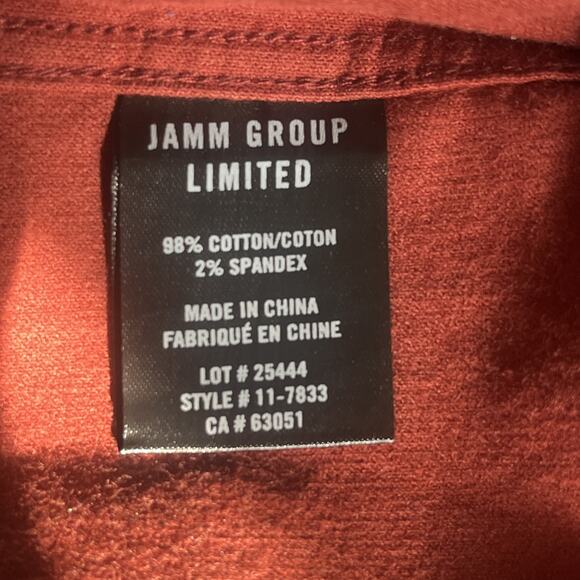 JAMM GROUP
LIMITED
98% COTTON/COTON
2% SPANDEX
MADE IN CHINA
FABRIQUÉ EN CHINE
LOT # 25444
STYLE # 11-7833
CA # 63051